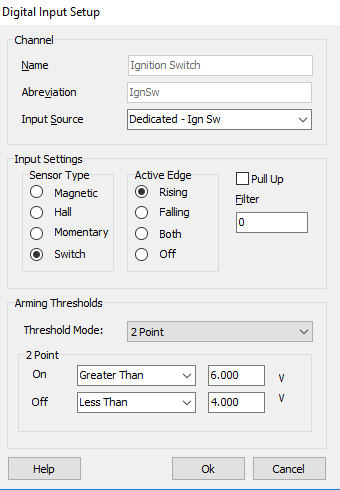 Digital Input Setup
Channel
Name Ignition Switch
Abreviation IgnSw
Input Source Dedicated - Ign Sw
Input Settings
Sensor Type
Magnetic
Hall
Momentary
Switch
Active Edge
Rising
Falling
Both
Off
Pull Up
Filter
0
Arming Thresholds
Threshold Mode: 2 Point
2 Point
On Greater Than 6.000 V
Off Less Than 4.000 V
Help Ok Cancel